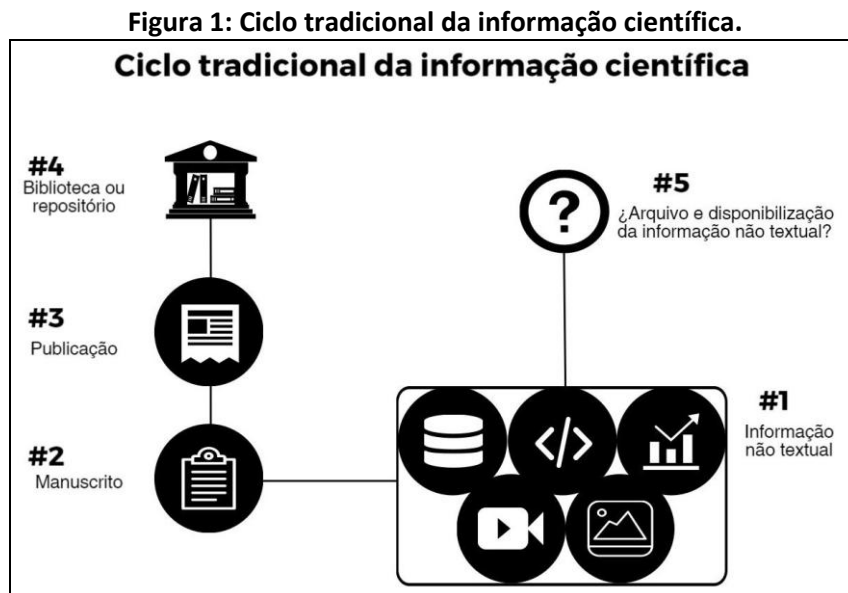 Figura 1: Ciclo tradicional da informação científica.
Ciclo tradicional da informação científica
#4
Biblioteca ou
repositório
#5
¿Arquivo e disponibilização
da informação não textual?
?
#3
Publicação
#1
Informação
não textual
</>
#2
Manuscrito